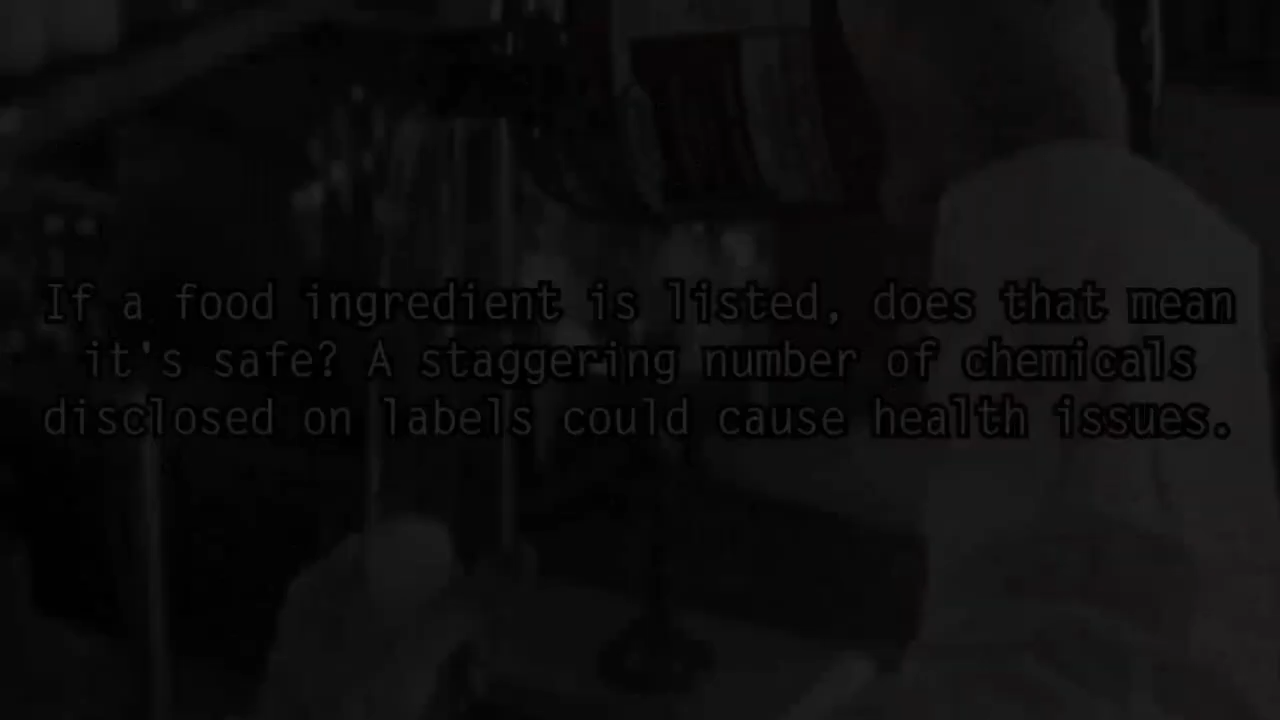 If a food ingredient is listed, does that mean
it's safe? A staggering number of chemicals
disclosed on labels could cause health issues.